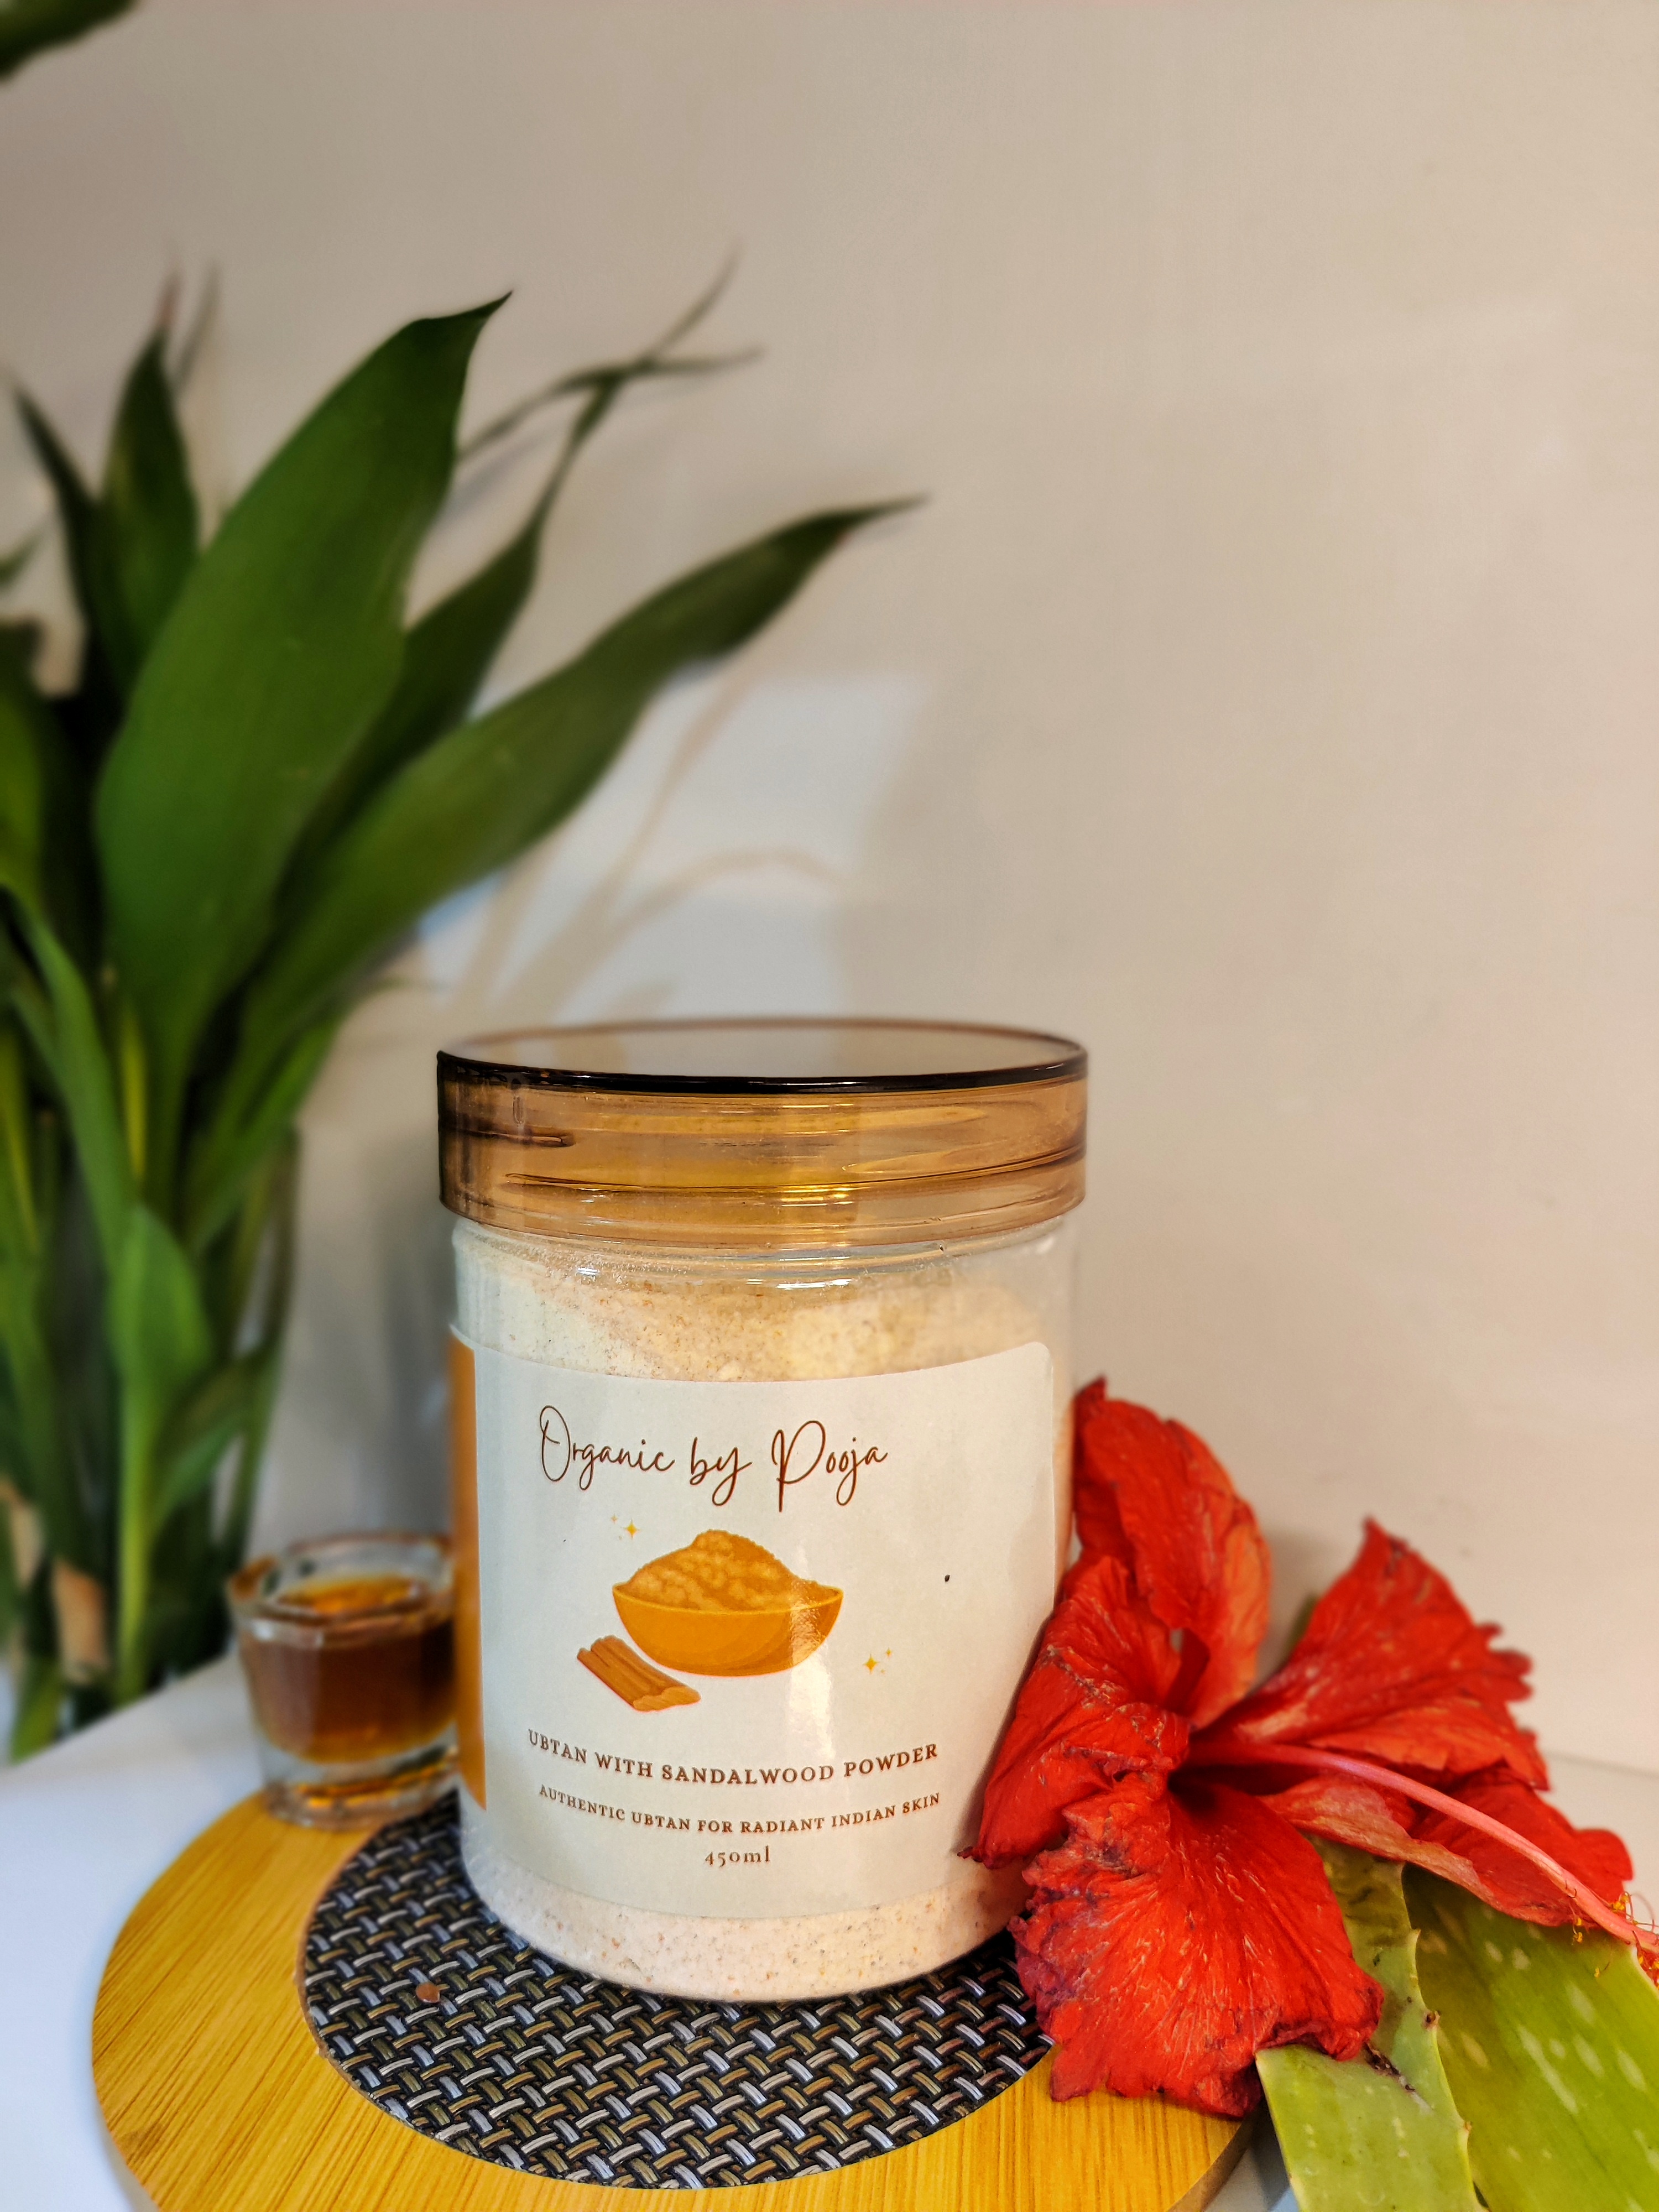 Organic by Pooja
UBTAN WITH SANDALWOOD POWDER
AUTHENTIC UBTAN FOR RADIANT INDIAN SKIN
450ml